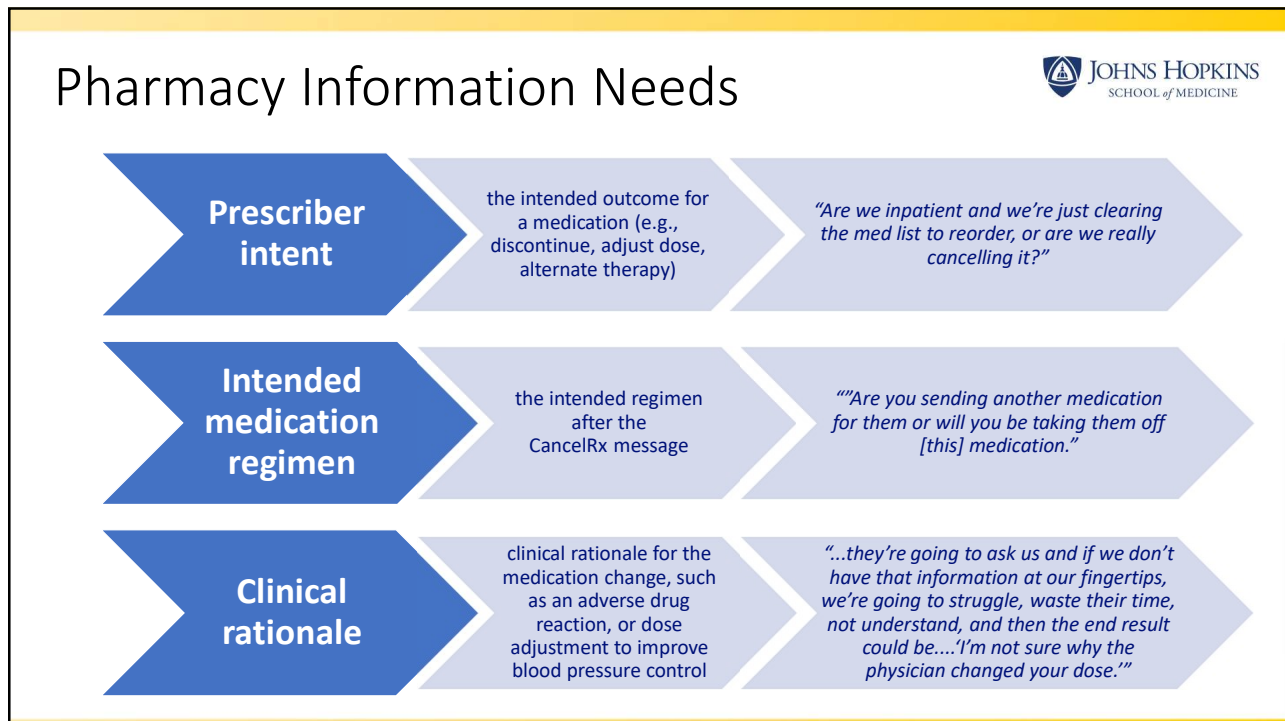 Pharmacy Information Needs
JOHNS HOPKINS
SCHOOL of MEDICINE
Prescriber
intent
the intended outcome for
a medication (e.g.,
discontinue, adjust dose,
alternate therapy)
“Are we inpatient and we’re just clearing
the med list to reorder, or are we really
cancelling it?”
Intended
medication
regimen
the intended regimen
after the
CancelRx message
“”Are you sending another medication
for them or will you be taking them off
[this] medication.”
Clinical
rationale
clinical rationale for the
medication change, such
as an adverse drug
reaction, or dose
adjustment to improve
blood pressure control
“...they’re going to ask us and if we don’t
have that information at our fingertips,
we’re going to struggle, waste their time,
not understand, and then the end result
could be....‘I’m not sure why the
physician changed your dose.’”